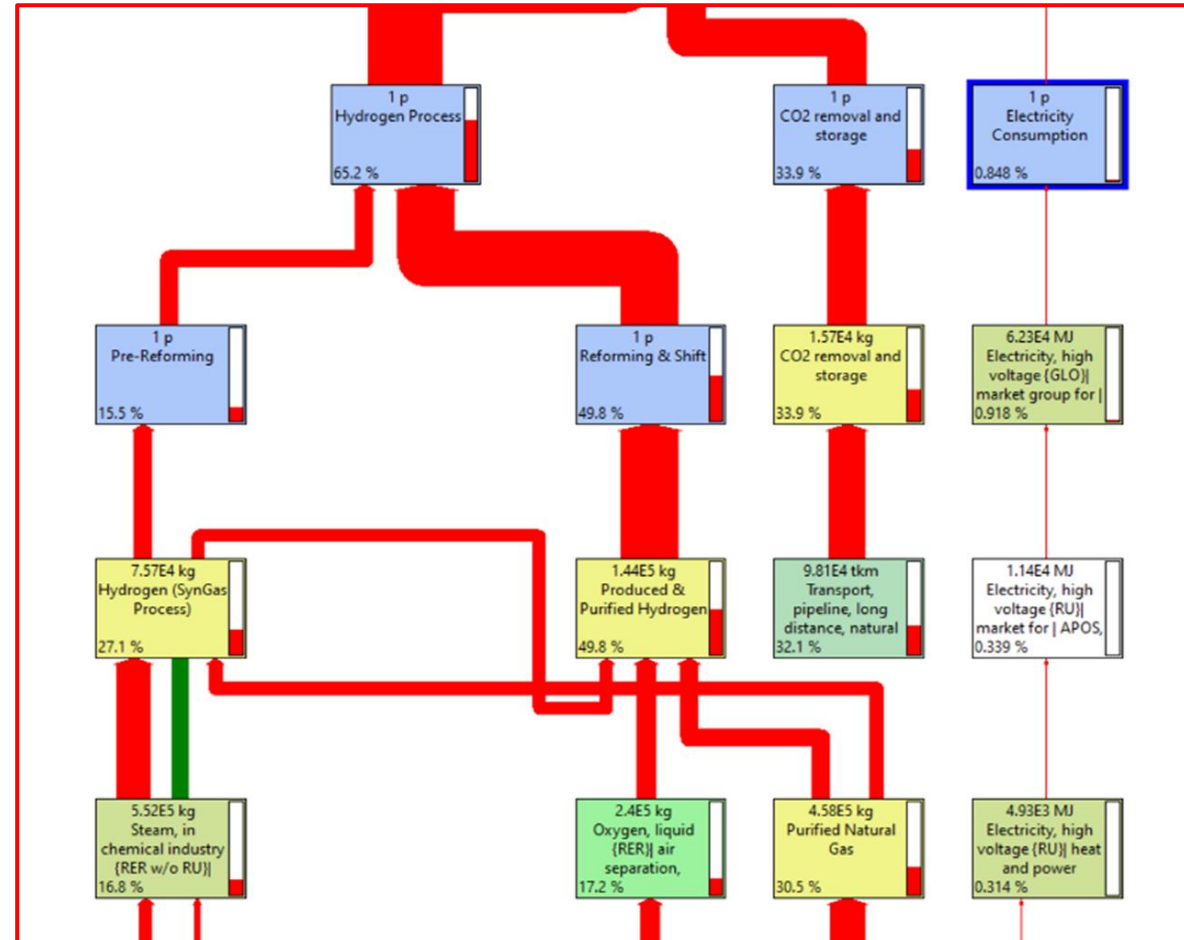 1 p
Hydrogen Process
65.2 %
1 p
CO2 removal and
storage
33.9 %
1 p
Electricity
Consumption
0.848 %
1 p
Pre-Reforming
15.5 %
1 p
Reforming & Shift
49.8 %
1.57E4 kg
CO2 removal and
storage
33.9 %
6.23E4 MJ
Electricity, high
voltage {GLO}|
market group for |
0.918 %
7.57E4 kg
Hydrogen (SynGas
Process)
27.1 %
1.44E5 kg
Produced &
Purified Hydrogen
49.8 %
9.81E4 tkm
Transport,
pipeline, long
distance, natural
32.1 %
1.14E4 MJ
Electricity, high
voltage {RU}|
market for | APOS,
0.339 %
5.52E5 kg
Steam, in
chemical industry
{RER w/o RU}|
16.8 %
2.4E5 kg
Oxygen, liquid
{RER}| air
separation,
17.2 %
4.58E5 kg
Purified Natural
Gas
30.5 %
4.93E3 MJ
Electricity, high
voltage {RU}| heat
and power
0.314 %